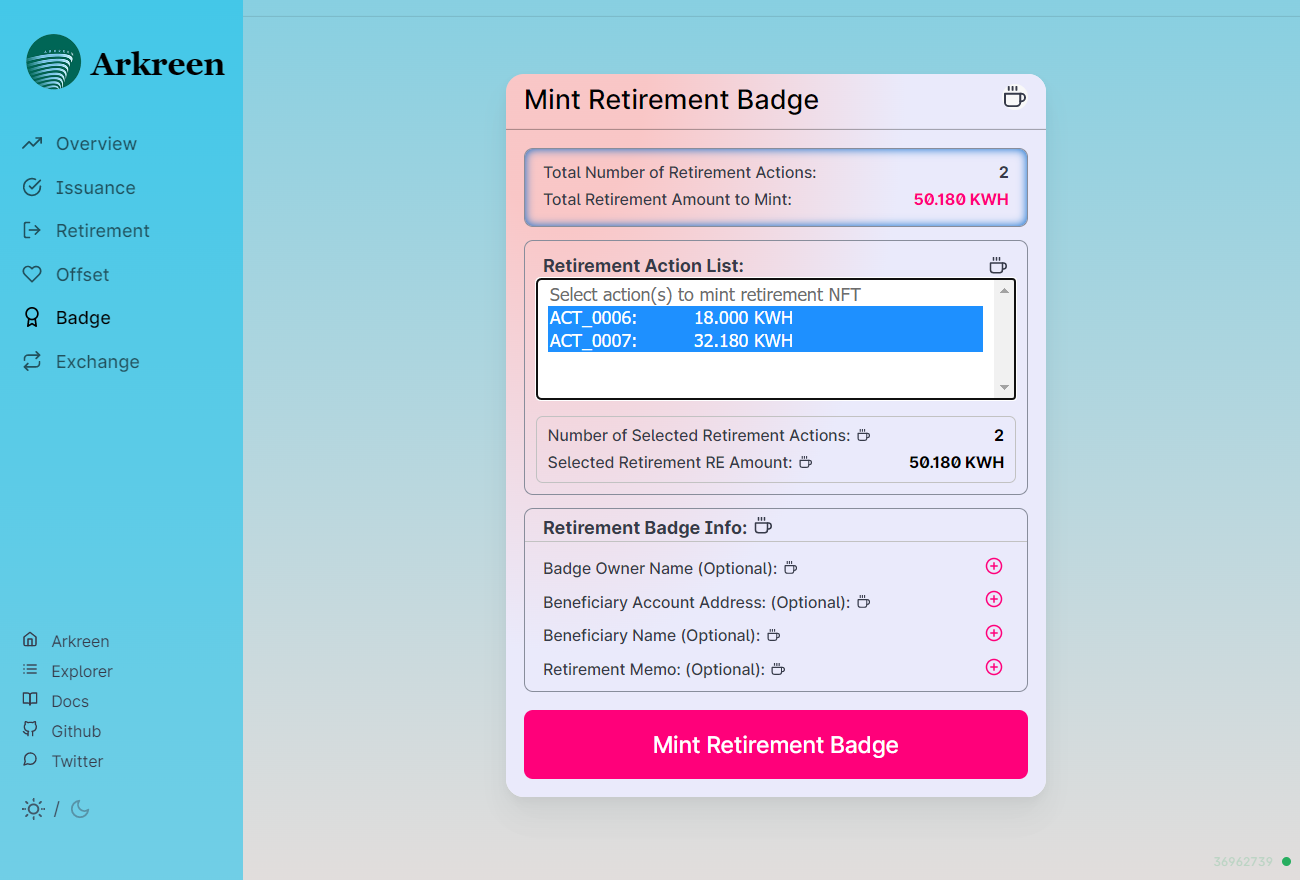 Arkreen
Overview
Issuance
Retirement
Offset
Badge
Exchange
Arkreen
Explorer
Docs
Github
Twitter
/
Mint Retirement Badge
Total Number of Retirement Actions: 2
Total Retirement Amount to Mint: 50.180 KWH
Retirement Action List:
Select action(s) to mint retirement NFT
ACT_0006: 18.000 KWH
ACT_0007: 32.180 KWH
Number of Selected Retirement Actions: 2
Selected Retirement RE Amount: 50.180 KWH
Retirement Badge Info:
Badge Owner Name (Optional):
Beneficiary Account Address: (Optional):
Beneficiary Name (Optional):
Retirement Memo: (Optional):
Mint Retirement Badge
36962739